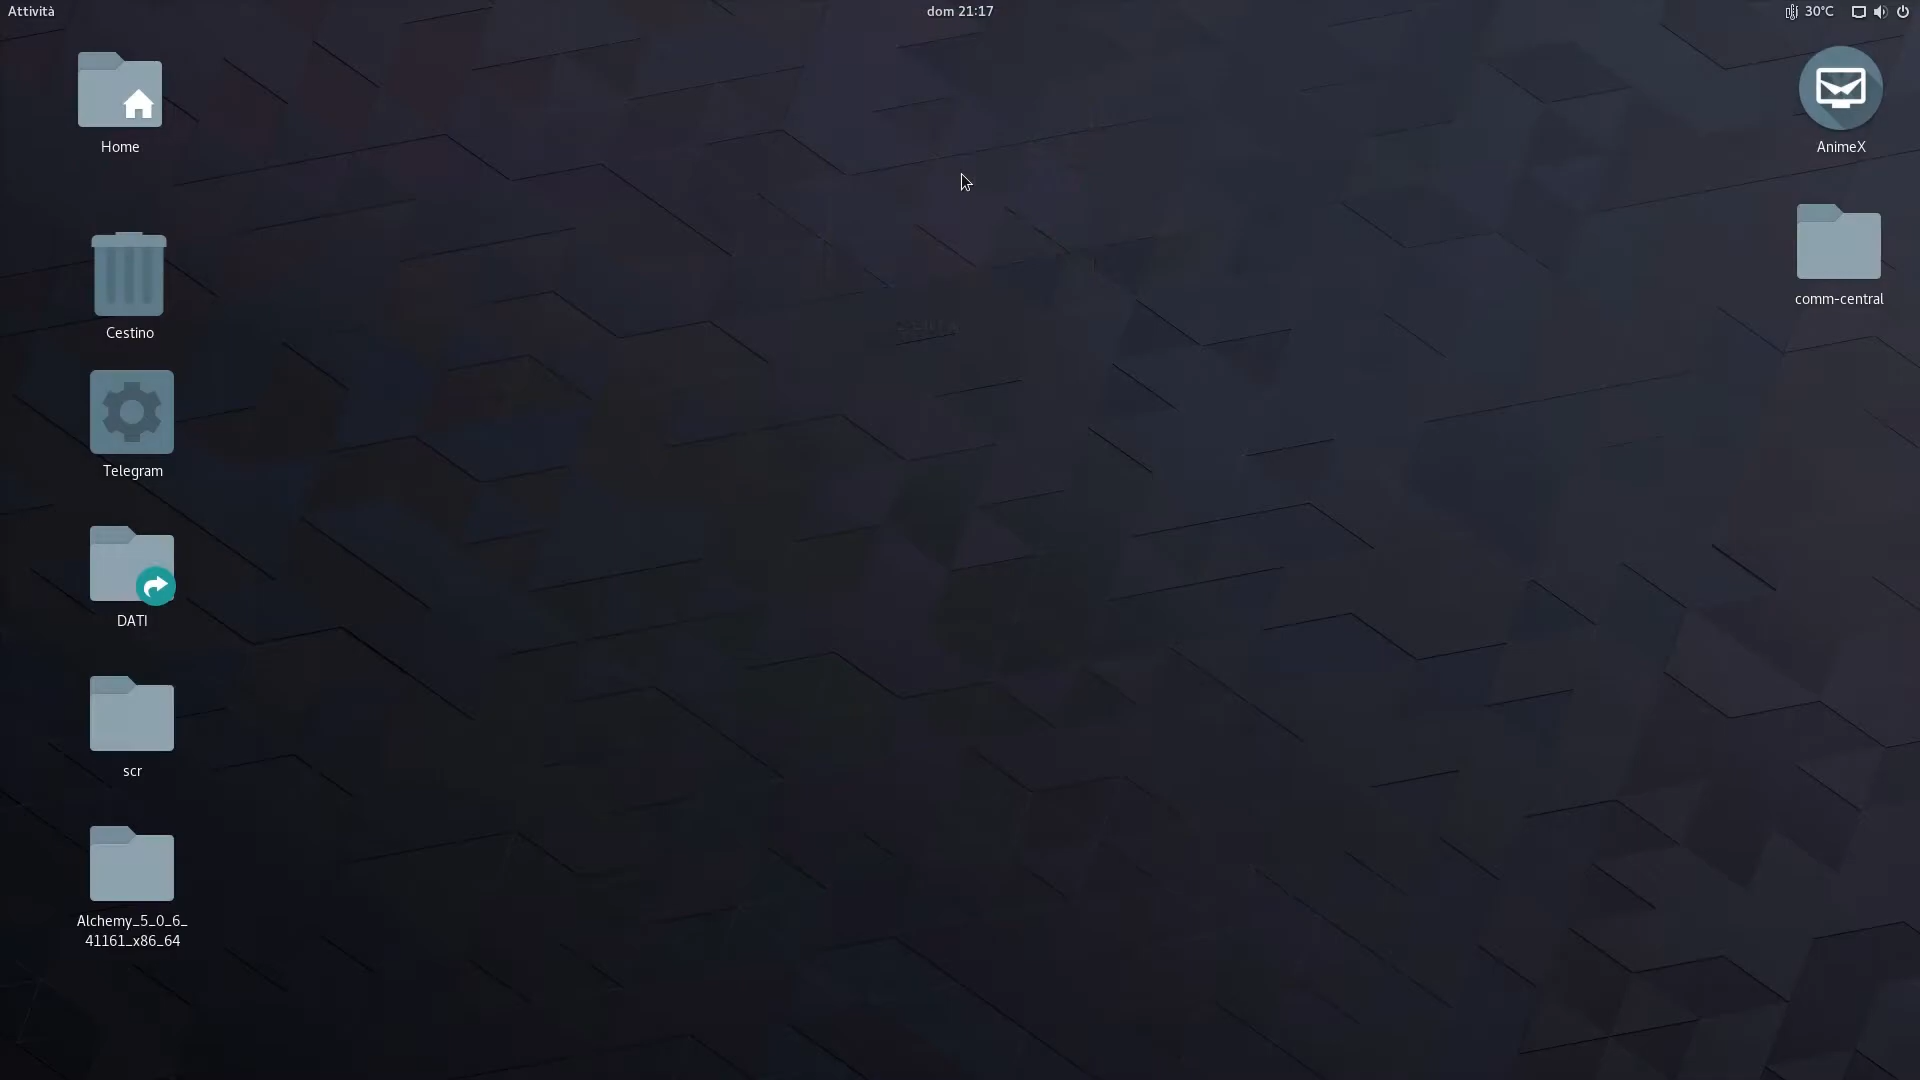 Attività
dom 21:17
30°C
Home
AnimeX
comm-central
Cestino
Telegram
DATI
scr
Alchemy_5_0_6_
41161_x86_64